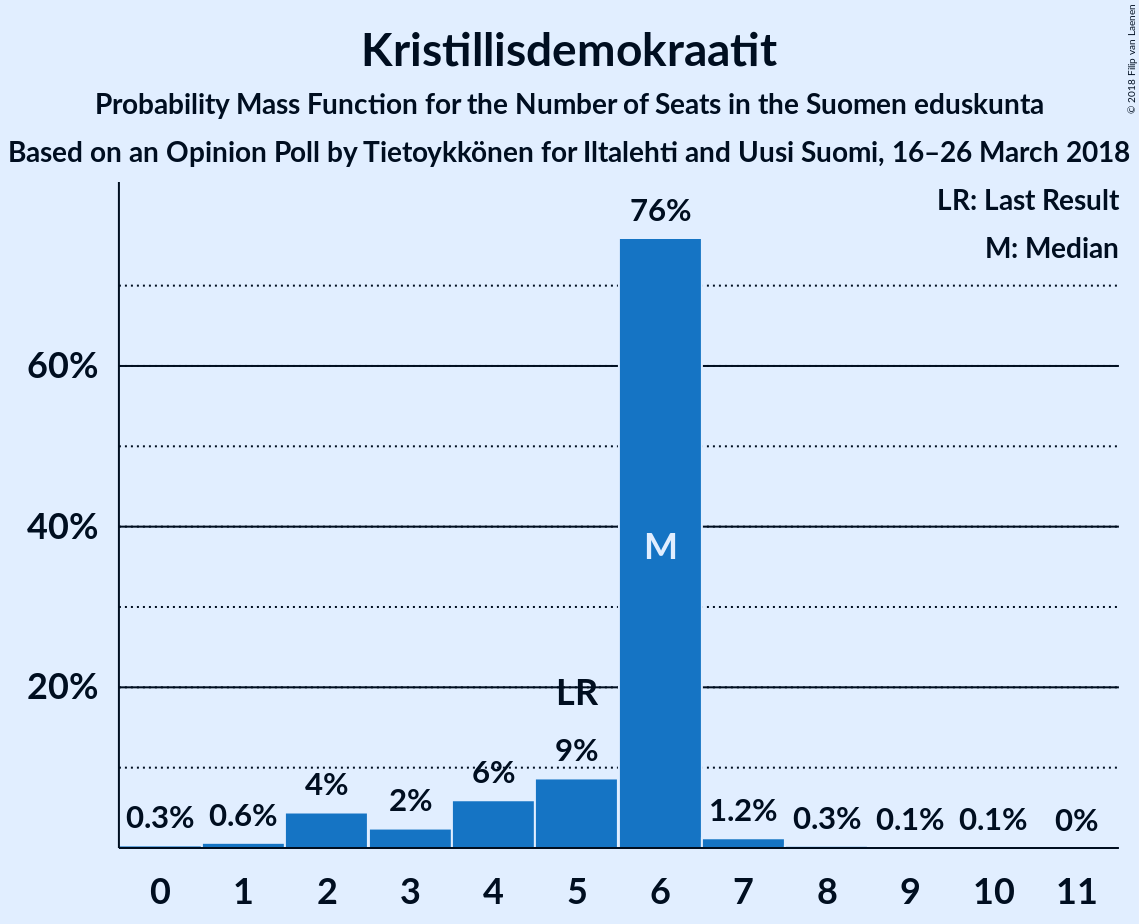 © 2018 Filip van Laenen
Kristillisdemokraatit
Probability Mass Function for the Number of Seats in the Suomen eduskunta
Based on an Opinion Poll by Tietoykkönen for Iltalehti and Uusi Suomi, 16–26 March 2018
LR: Last Result
M: Median
76%
60%
40%
M
20%
LR
9%
6%
4%
2%
0.3%
0.6%
1.2%
0.3%
0.1%
0.1%
0%
0 1 2 3 4 5 6 7 8 9 10 11